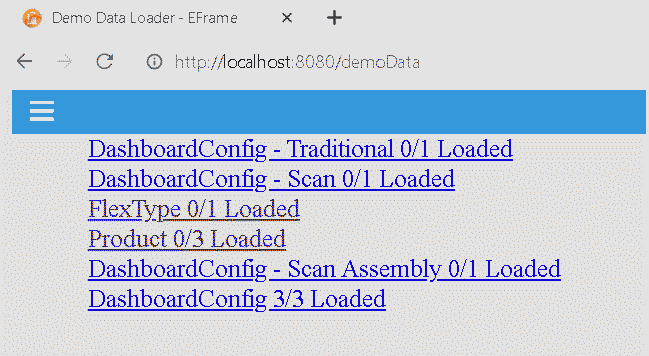 Demo Data Loader - EFrame
http://localhost:8080/demoData
DashboardConfig - Traditional 0/1 Loaded
DashboardConfig - Scan 0/1 Loaded
FlexType 0/1 Loaded
Product 0/3 Loaded
DashboardConfig - Scan Assembly 0/1 Loaded
DashboardConfig 3/3 Loaded